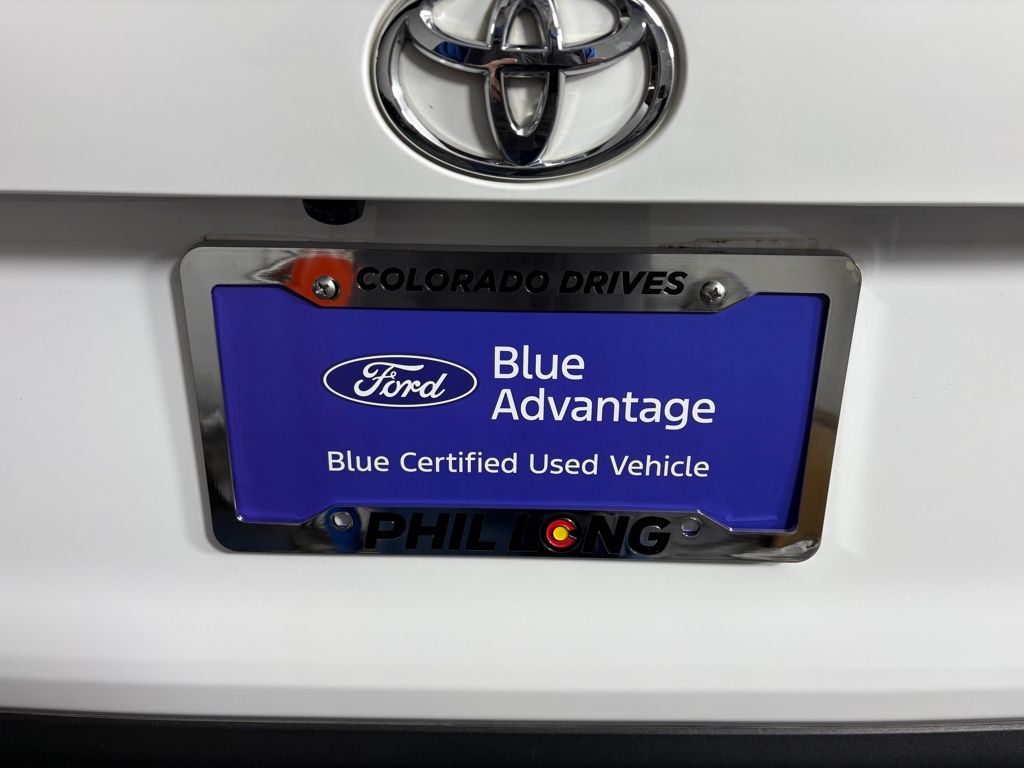 COLORADO DRIVES
Ford
Blue
Advantage
Blue Certified Used Vehicle
PHIL LONG